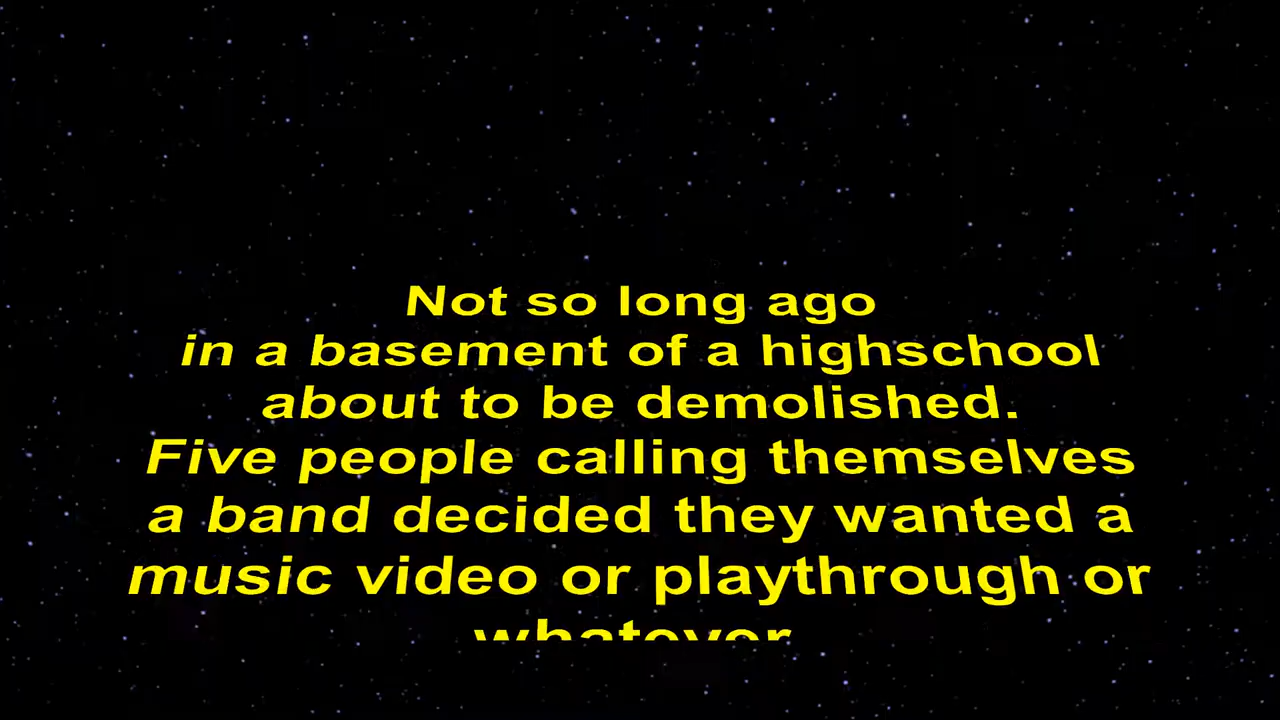 Not so long ago
in a basement of a highschool
about to be demolished.
Five people calling themselves
a band decided they wanted a
music video or playthrough or
whatever